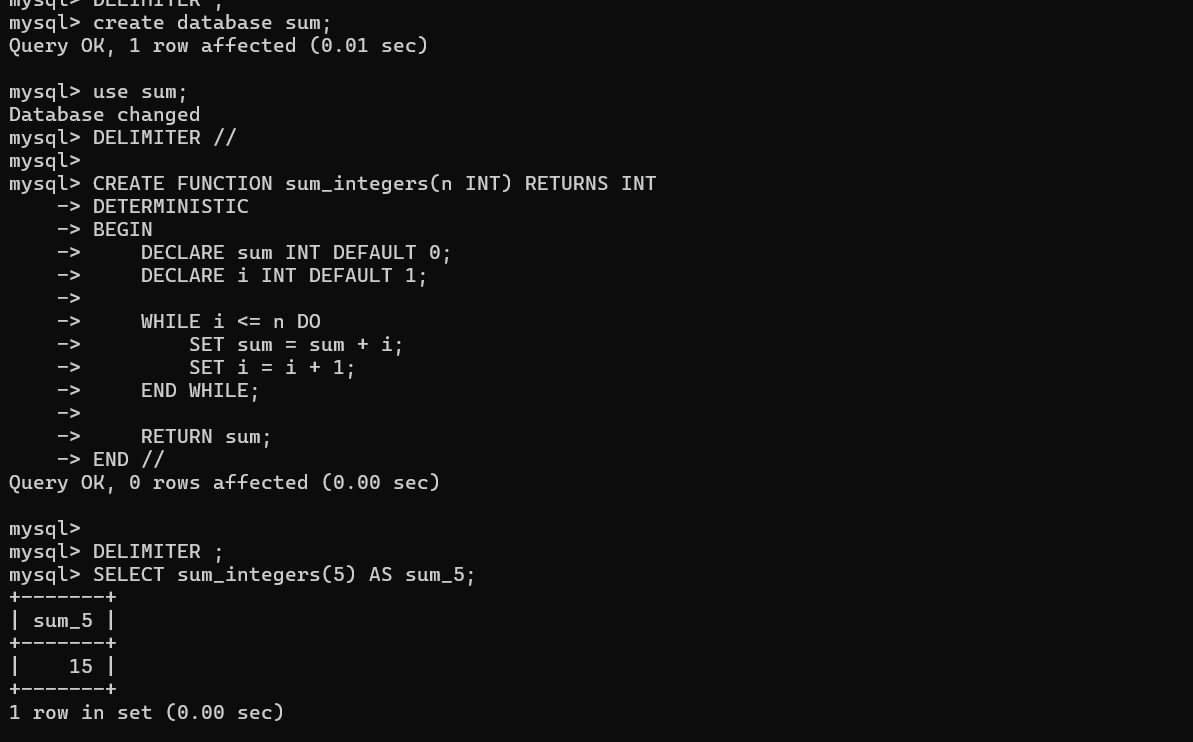 mysql> DELIMITER ;
mysql> create database sum;
Query OK, 1 row affected (0.01 sec)
mysql> use sum;
Database changed
mysql> DELIMITER //
mysql>
mysql> CREATE FUNCTION sum_integers(n INT) RETURNS INT
    -> DETERMINISTIC
    -> BEGIN
    ->     DECLARE sum INT DEFAULT 0;
    ->     DECLARE i INT DEFAULT 1;
    ->
    ->     WHILE i <= n DO
    ->         SET sum = sum + i;
    ->         SET i = i + 1;
    ->     END WHILE;
    ->
    ->     RETURN sum;
    -> END //
Query OK, 0 rows affected (0.00 sec)
mysql>
mysql> DELIMITER ;
mysql> SELECT sum_integers(5) AS sum_5;
+-------+
| sum_5 |
+-------+
|    15 |
+-------+
1 row in set (0.00 sec)